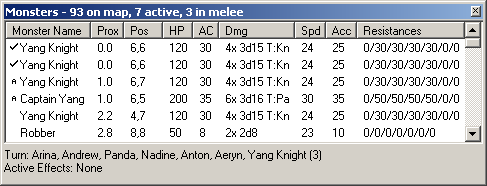 Monsters - 93 on map, 7 active, 3 in melee
Monster Name Prox Pos HP AC Dmg Spd Acc Resistances
Yang Knight 0.0 6,6 120 30 4x 3d15 T:Kn 24 25 0/30/30/30/30/0/0
Yang Knight 0.0 6,6 120 30 4x 3d15 T:Kn 24 25 0/30/30/30/30/0/0
A Yang Knight 1.0 6,7 120 30 4x 3d15 T:Kn 24 25 0/30/30/30/30/0/0
A Captain Yang 1.0 6,5 200 35 6x 3d16 T:Pa 30 35 0/50/50/50/50/0/0
Yang Knight 2.2 4,7 120 30 4x 3d15 T:Kn 24 25 0/30/30/30/30/0/0
Robber 2.8 8,8 50 8 2x 2d8 23 10 0/0/0/0/0/0/0
Turn: Arina, Andrew, Panda, Nadine, Anton, Aeryn, Yang Knight (3)
Active Effects: None